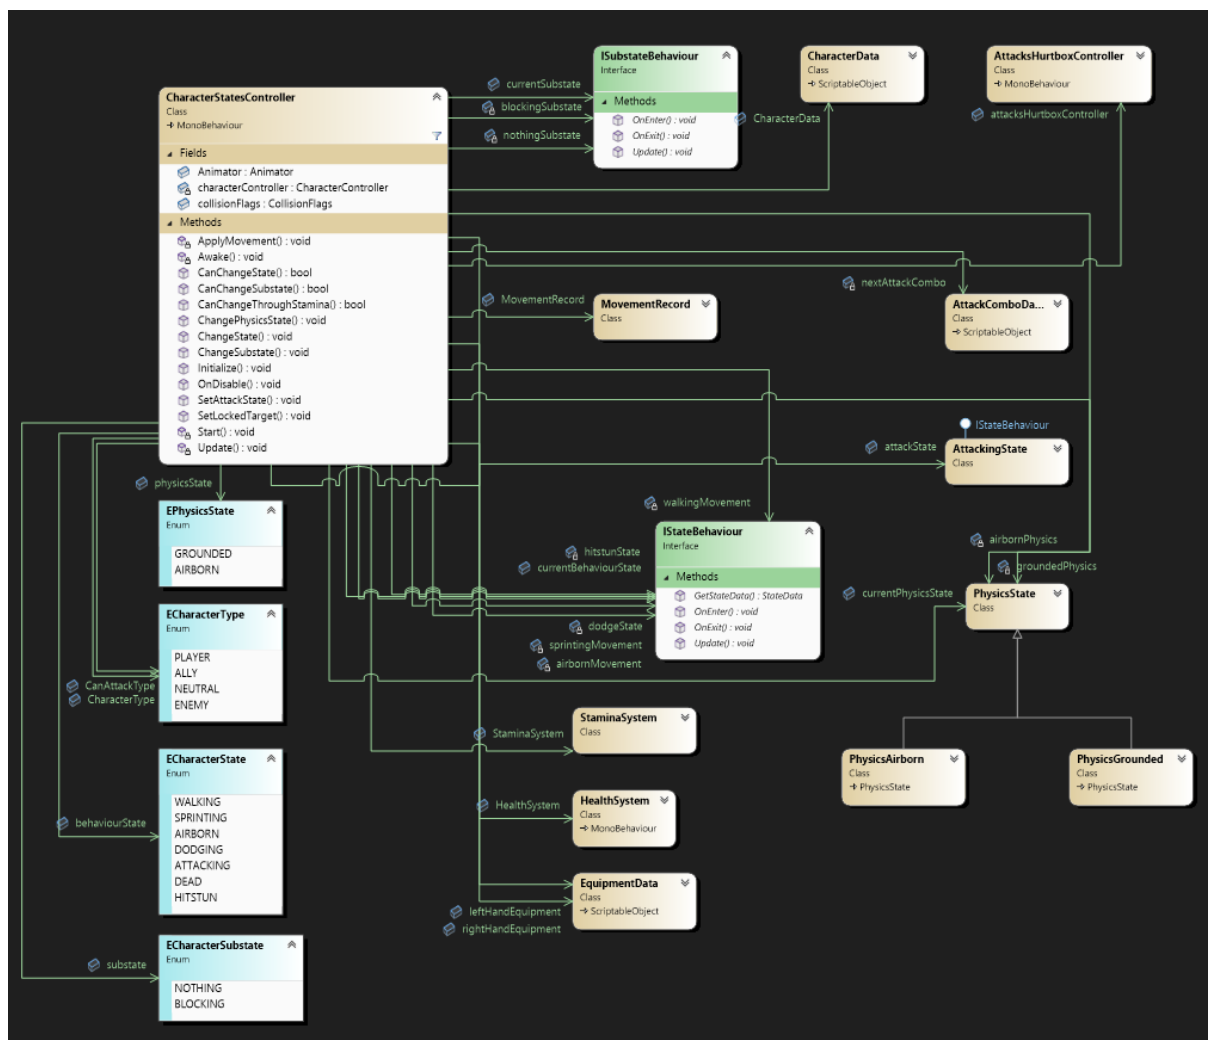 CharacterStatesController
Class
MonoBehaviour
Fields
Animator : Animator
characterController : CharacterController
collisionFlags : CollisionFlags
Methods
ApplyMovement() : void
Awake() : void
CanChangeState() : bool
CanChangeSubstate() : bool
CanChangeThroughStamina() : bool
ChangePhysicsState() : void
ChangeState() : void
ChangeSubstate() : void
Initialize() : void
OnDisable() : void
SetAttackState() : void
SetLockedTarget() : void
Start() : void
Update() : void
currentSubstate
blockingSubstate
nothingSubstate
ISubstateBehaviour
Interface
Methods
OnEnter() : void
OnExit() : void
Update() : void
CharacterData
CharacterData
Class
ScriptableObject
AttacksHurtboxController
Class
MonoBehaviour
attacksHurtboxController
MovementRecord
MovementRecord
Class
nextAttackCombo
AttackComboDa...
Class
ScriptableObject
IStateBehaviour
attackState
AttackingState
Class
walkingMovement
hitstunState
currentBehaviourState
IStateBehaviour
Interface
Methods
GetStateData() : StateData
OnEnter() : void
OnExit() : void
Update() : void
dodgeState
sprintingMovement
airbornMovement
airbornPhysics
groundedPhysics
currentPhysicsState
PhysicsState
Class
PhysicsAirborn
Class
PhysicsState
PhysicsGrounded
Class
PhysicsState
physicsState
EPhysicsState
Enum
GROUNDED
AIRBORN
ECharacterType
Enum
PLAYER
ALLY
NEUTRAL
ENEMY
CanAttackType
CharacterType
StaminaSystem
StaminaSystem
Class
HealthSystem
HealthSystem
Class
MonoBehaviour
EquipmentData
Class
ScriptableObject
leftHandEquipment
rightHandEquipment
behaviourState
ECharacterState
Enum
WALKING
SPRINTING
AIRBORN
DODGING
ATTACKING
DEAD
HITSTUN
substate
ECharacterSubstate
Enum
NOTHING
BLOCKING